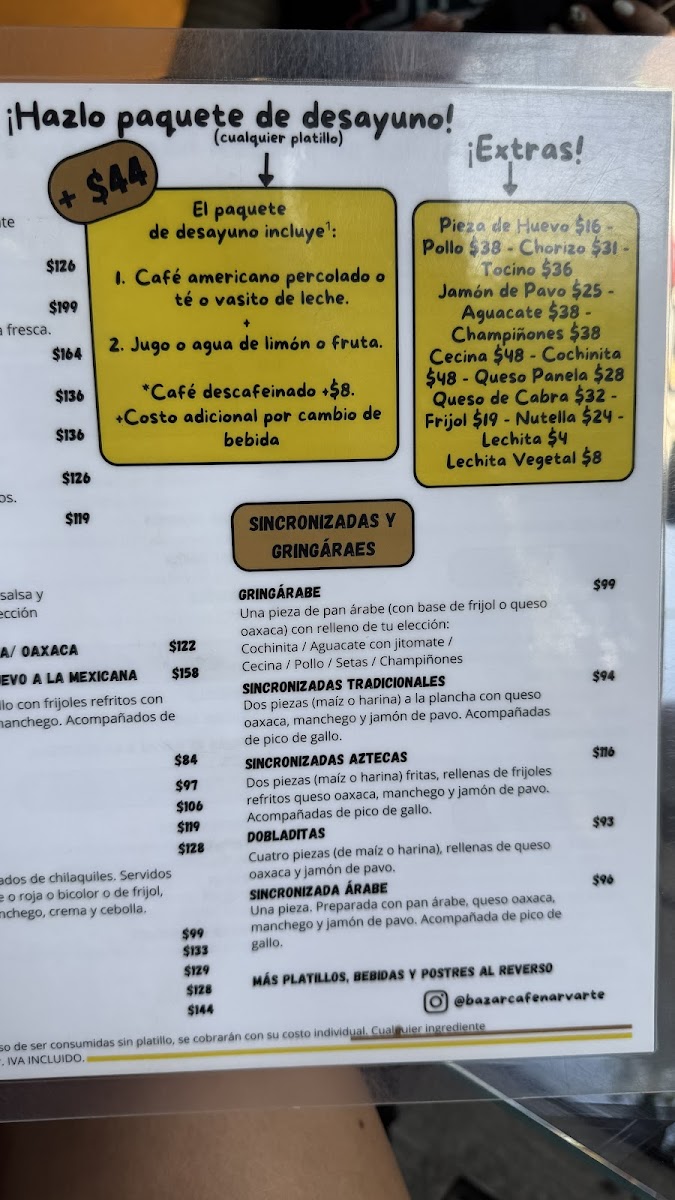 ¡Hazlo paquete de desayuno!
(cualquier platillo)
+ $44
El paquete
de desayuno incluye¹:
1. Café americano percolado o
té o vasito de leche.
+
2. Jugo o agua de limón o fruta.
*Café descafeinado +$8.
+Costo adicional por cambio de
bebida
¡Extras!
Pieza de Huevo $16 -
Pollo $38 - Chorizo $31 -
Tocino $36
Jamón de Pavo $25 -
Aguacate $38 -
Champiñones $38
Cecina $48 - Cochinita
$48 - Queso Panela $28
Queso de Cabra $32 -
Frijol $19 - Nutella $24 -
Lechita $4
Lechita Vegetal $8
$126
$199
fresca.
$164
$136
$136
$126
$119
salsa y
A/ OAXACA $122
EVO A LA MEXICANA $158
llo con frijoles refritos con
manchego. Acompañados de
$84
$97
$106
$119
$128
ados de chilaquiles. Servidos
e o roja o bicolor o de frijol,
nchego, crema y cebolla.
$99
$133
$129
$128
$144
SINCRONIZADAS Y
GRINGÁRAES
GRINGÁRABE $99
Una pieza de pan árabe (con base de frijol o queso
oaxaca) con relleno de tu elección:
Cochinita / Aguacate con jitomate /
Cecina / Pollo / Setas / Champiñones
SINCRONIZADAS TRADICIONALES $94
Dos piezas (maíz o harina) a la plancha con queso
oaxaca, manchego y jamón de pavo. Acompañadas
de pico de gallo.
SINCRONIZADAS AZTECAS $116
Dos piezas (maíz o harina) fritas, rellenas de frijoles
refritos queso oaxaca, manchego y jamón de pavo.
Acompañadas de pico de gallo.
DOBLADITAS $93
Cuatro piezas (de maíz o harina), rellenas de queso
oaxaca y jamón de pavo.
SINCRONIZADA ÁRABE $96
Una pieza. Preparada con pan árabe, queso oaxaca,
manchego y jamón de pavo. Acompañada de pico de
gallo.
MÁS PLATILLOS, BEBIDAS Y POSTRES AL REVERSO
@bazarcafenarvarte
so de ser consumidas sin platillo, se cobrarán con su costo individual. Cualquier ingrediente
. IVA INCLUIDO.